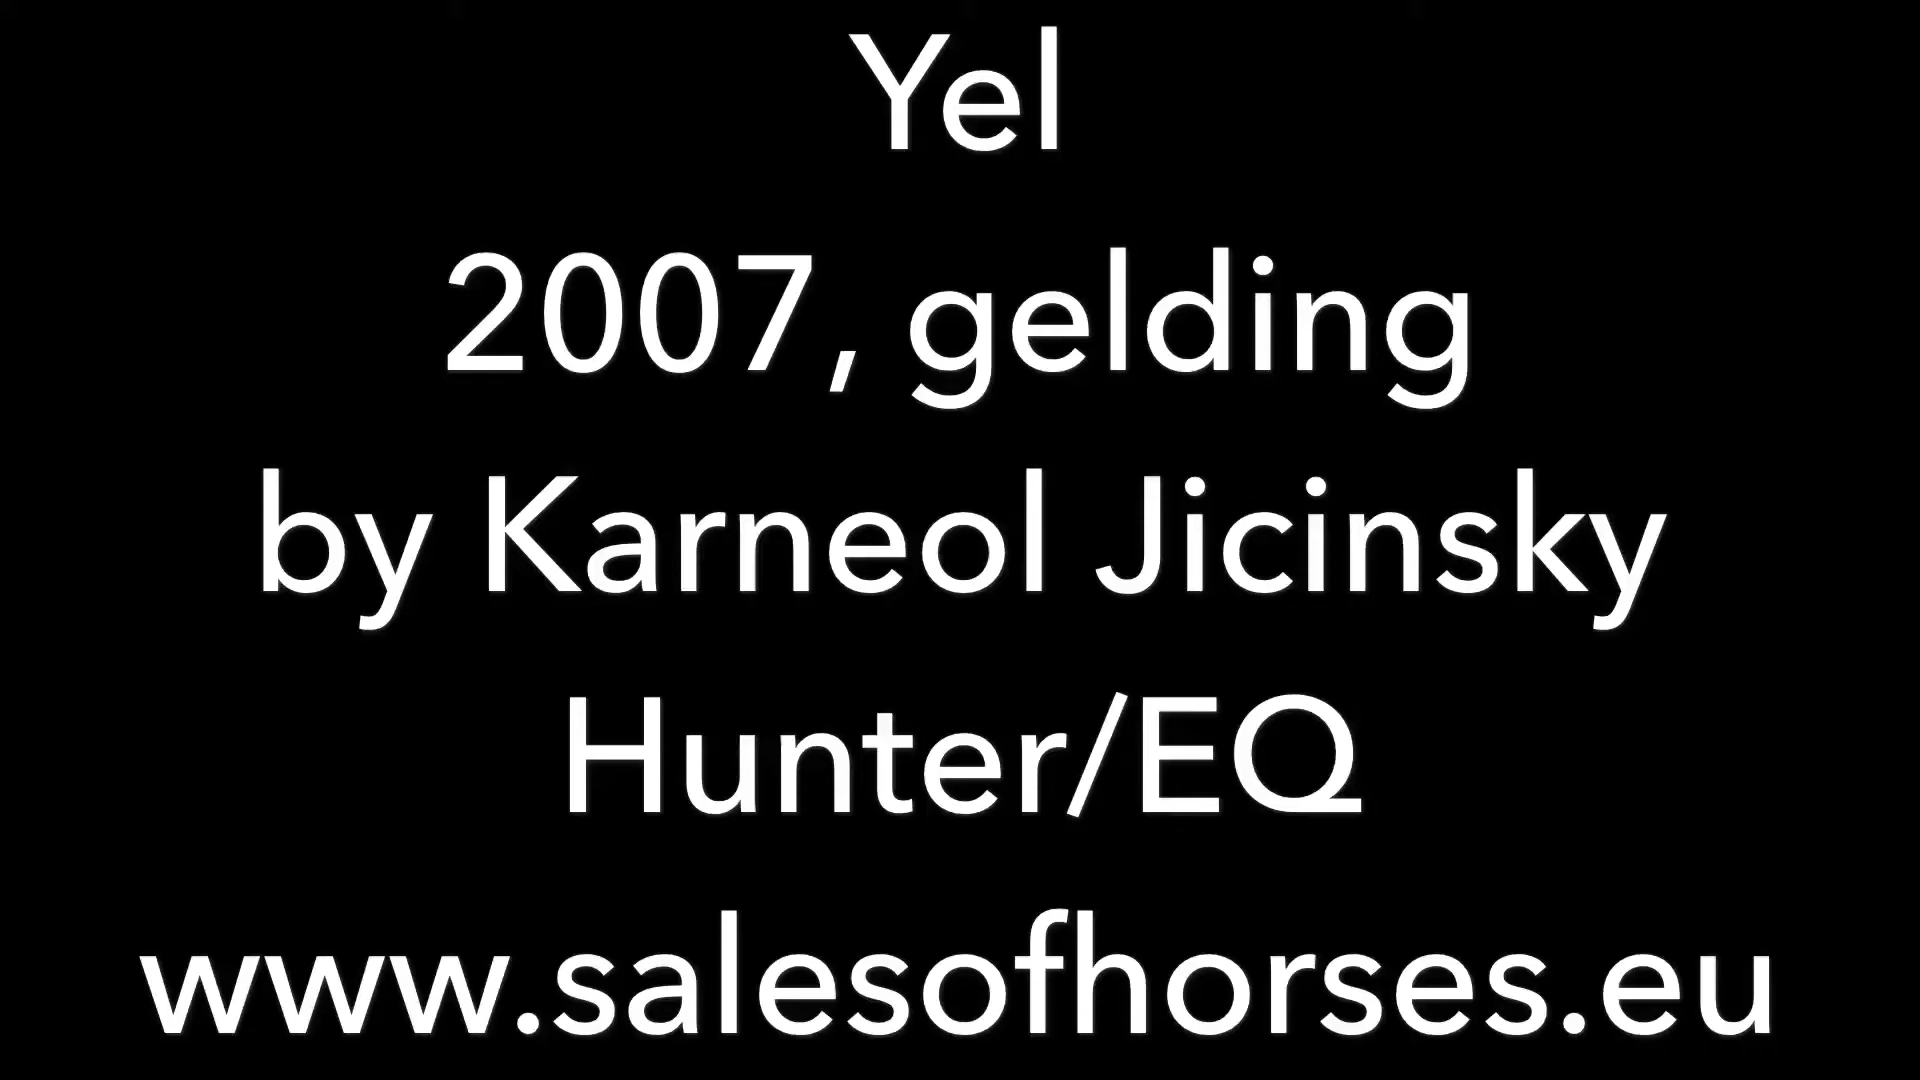 Yel
2007, gelding
by Karneol Jicinsky
Hunter/EQ
www.salesofhorses.eu